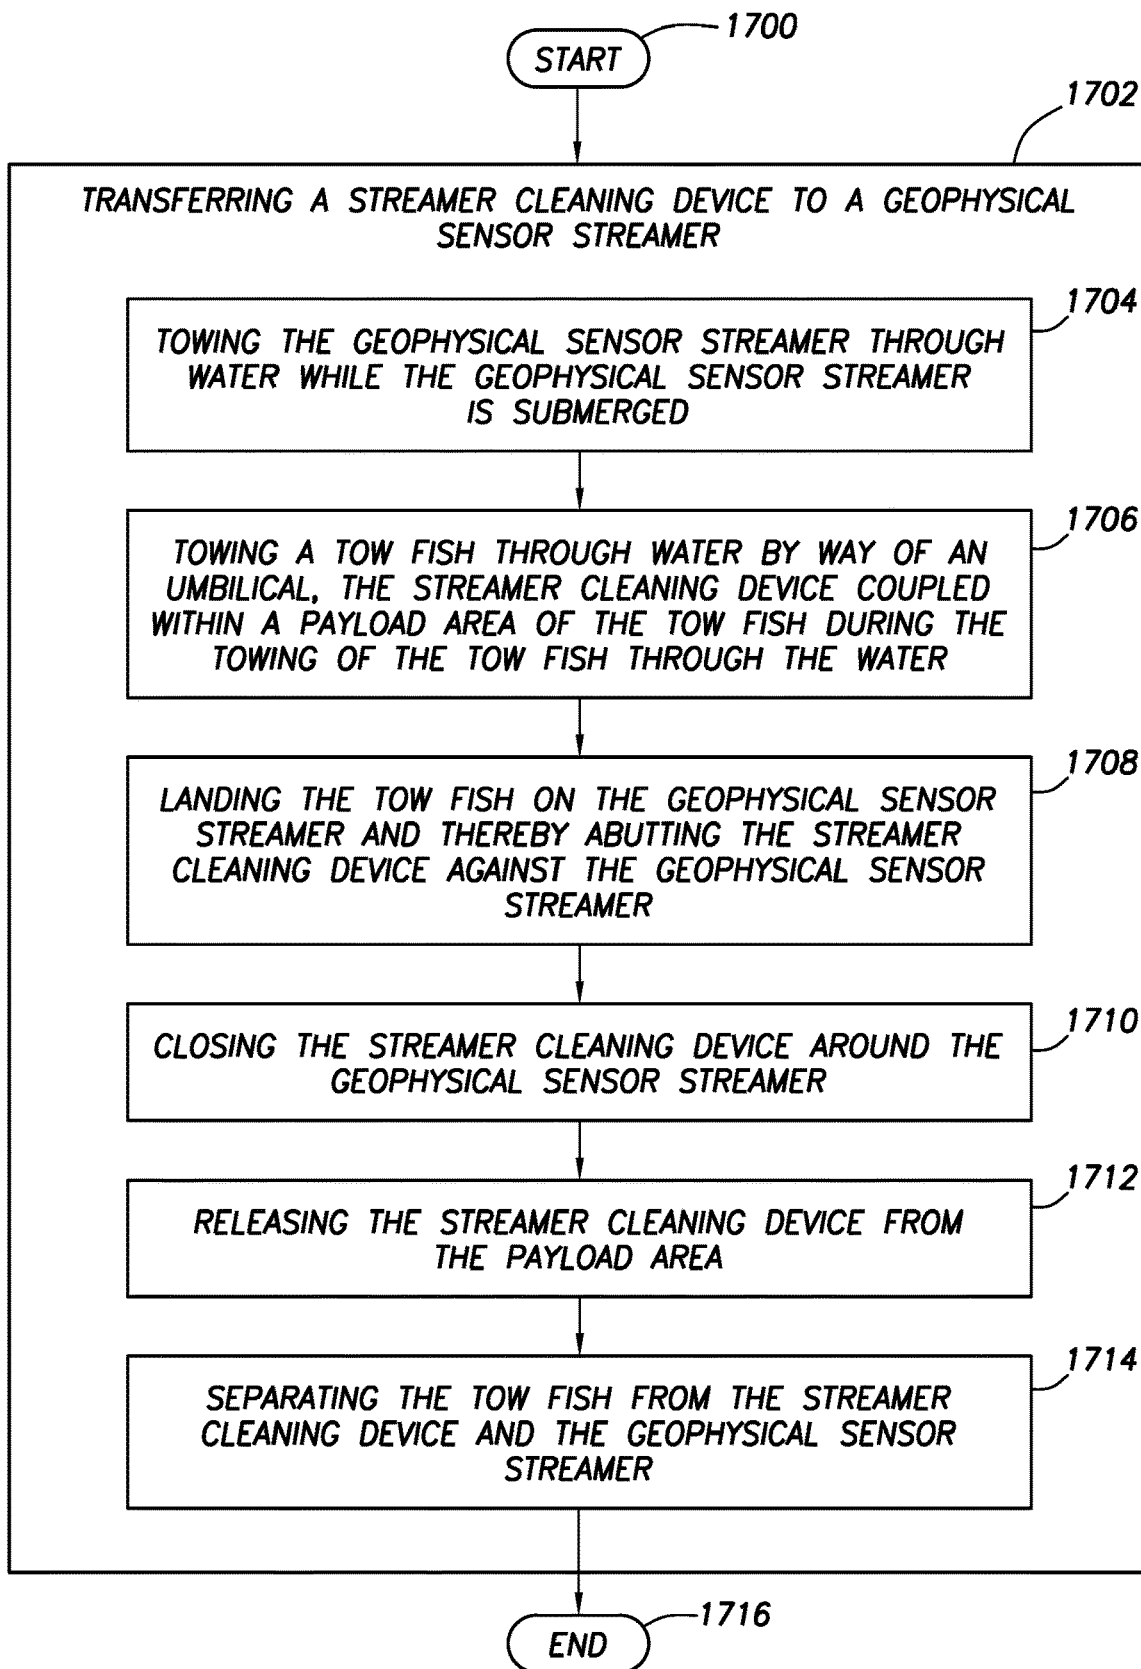 START
1700
1702
TRANSFERRING A STREAMER CLEANING DEVICE TO A GEOPHYSICAL
SENSOR STREAMER
1704
TOWING THE GEOPHYSICAL SENSOR STREAMER THROUGH
WATER WHILE THE GEOPHYSICAL SENSOR STREAMER
IS SUBMERGED
1706
TOWING A TOW FISH THROUGH WATER BY WAY OF AN
UMBILICAL, THE STREAMER CLEANING DEVICE COUPLED
WITHIN A PAYLOAD AREA OF THE TOW FISH DURING THE
TOWING OF THE TOW FISH THROUGH THE WATER
1708
LANDING THE TOW FISH ON THE GEOPHYSICAL SENSOR
STREAMER AND THEREBY ABUTTING THE STREAMER
CLEANING DEVICE AGAINST THE GEOPHYSICAL SENSOR
STREAMER
1710
CLOSING THE STREAMER CLEANING DEVICE AROUND THE
GEOPHYSICAL SENSOR STREAMER
1712
RELEASING THE STREAMER CLEANING DEVICE FROM
THE PAYLOAD AREA
1714
SEPARATING THE TOW FISH FROM THE STREAMER
CLEANING DEVICE AND THE GEOPHYSICAL SENSOR
STREAMER
1716
END